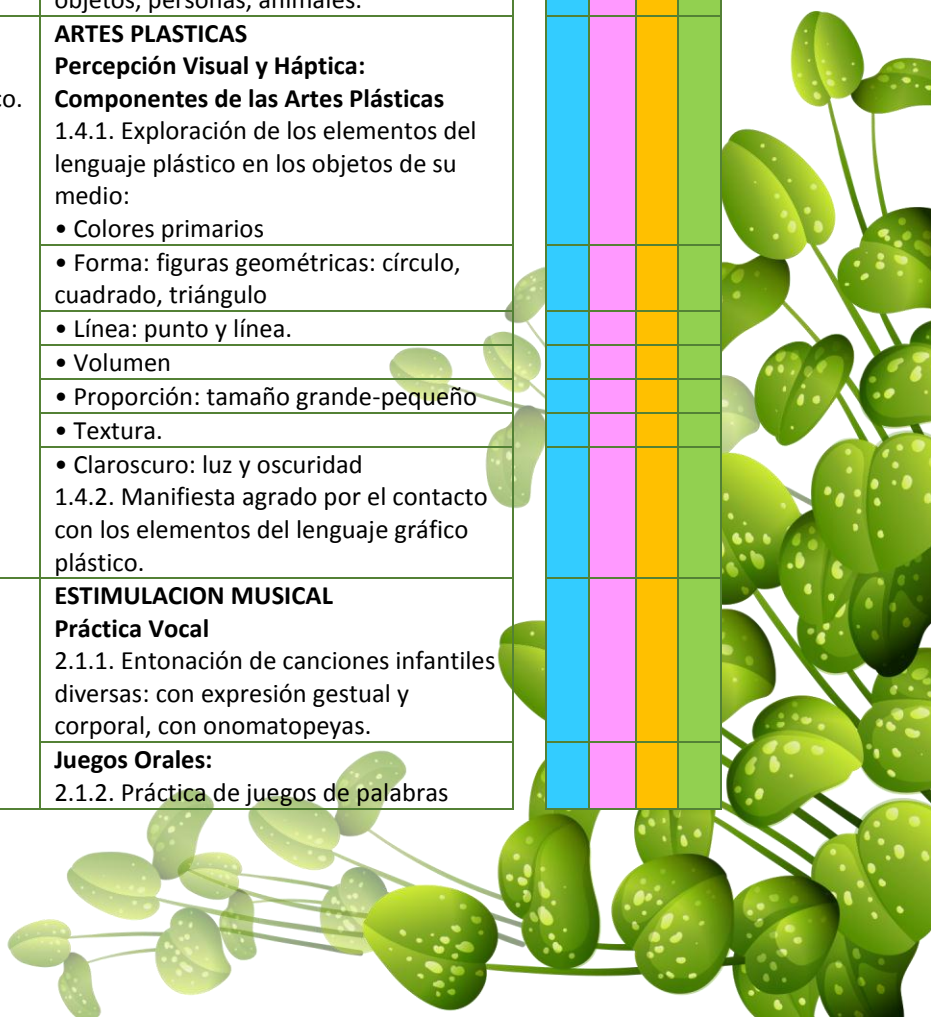 objetos, personas, animales.
co.
ARTES PLASTICAS
Percepción Visual y Háptica:
Componentes de las Artes Plásticas
1.4.1. Exploración de los elementos del
lenguaje plástico en los objetos de su
medio:
• Colores primarios
• Forma: figuras geométricas: círculo,
cuadrado, triángulo
• Línea: punto y línea.
• Volumen
• Proporción: tamaño grande-pequeño
• Textura.
• Claroscuro: luz y oscuridad
1.4.2. Manifiesta agrado por el contacto
con los elementos del lenguaje gráfico
plástico.
ESTIMULACION MUSICAL
Práctica Vocal
2.1.1. Entonación de canciones infantiles
diversas: con expresión gestual y
corporal, con onomatopeyas.
Juegos Orales:
2.1.2. Práctica de juegos de palabras